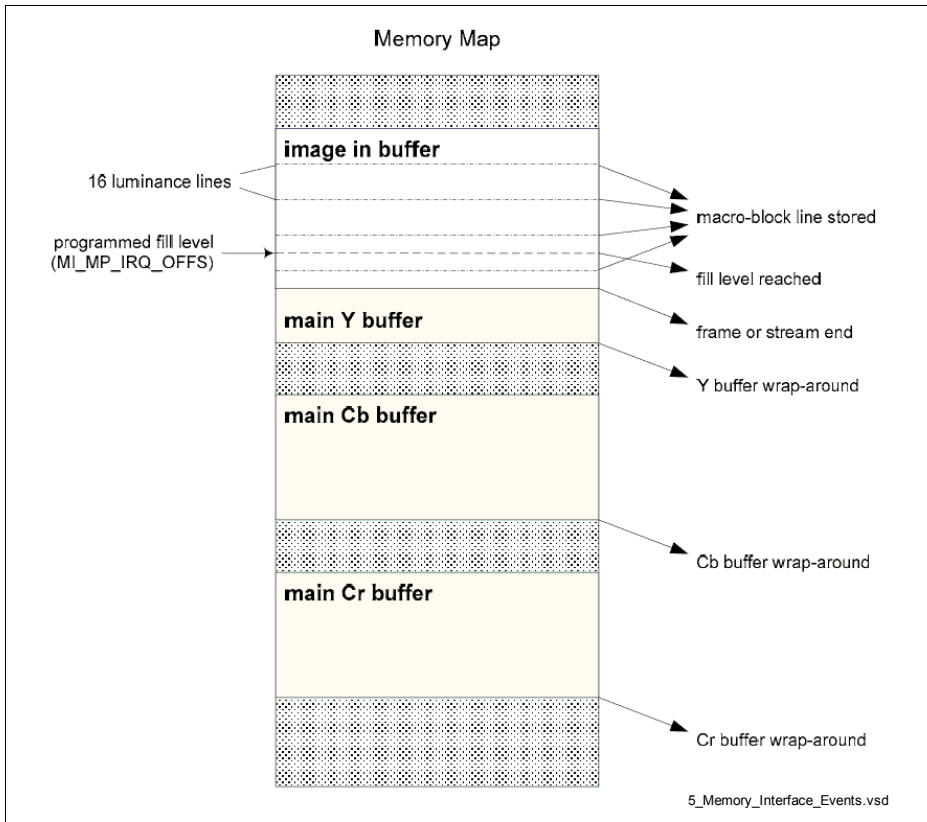 Memory Map
image in buffer
16 luminance lines
macro-block line stored
programmed fill level
(MI_MP_IRQ_OFFS)
fill level reached
main Y buffer
frame or stream end
Y buffer wrap-around
main Cb buffer
Cb buffer wrap-around
main Cr buffer
Cr buffer wrap-around
5_Memory_Interface_Events.vsd